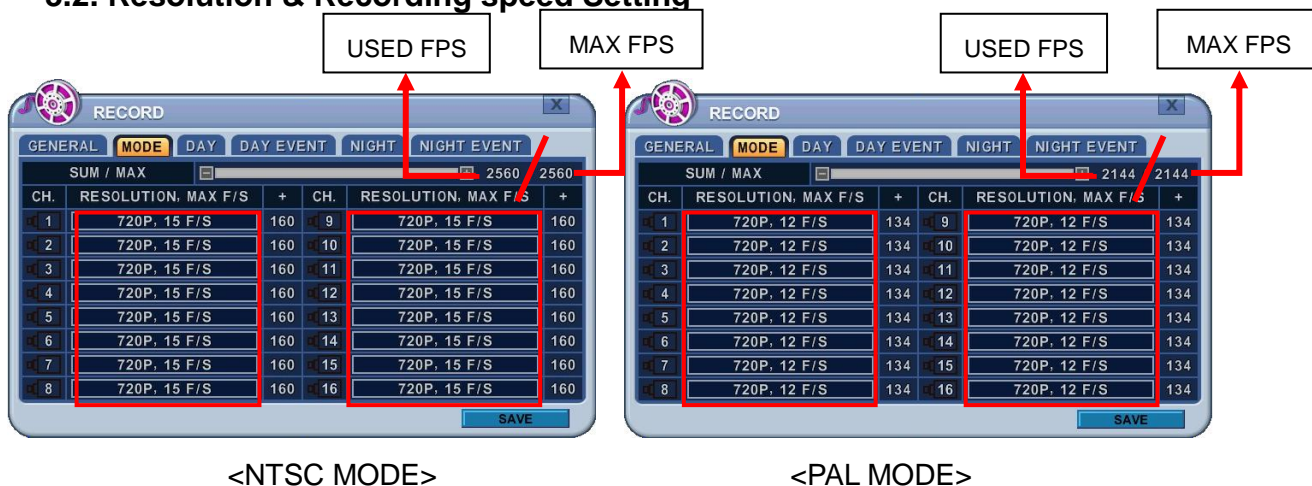 Resolution & Recording speed Setting
USED FPS
MAX FPS
RECORD
X
GENERAL MODE DAY DAY EVENT NIGHT NIGHT EVENT
SUM / MAX 2560 2560
CH. RESOLUTION, MAX F/S + CH. RESOLUTION, MAX F/S +
1 720P, 15 F/S 160 9 720P, 15 F/S 160
2 720P, 15 F/S 160 10 720P, 15 F/S 160
3 720P, 15 F/S 160 11 720P, 15 F/S 160
4 720P, 15 F/S 160 12 720P, 15 F/S 160
5 720P, 15 F/S 160 13 720P, 15 F/S 160
6 720P, 15 F/S 160 14 720P, 15 F/S 160
7 720P, 15 F/S 160 15 720P, 15 F/S 160
8 720P, 15 F/S 160 16 720P, 15 F/S 160
SAVE
<NTSC MODE>
USED FPS
MAX FPS
RECORD
X
GENERAL MODE DAY DAY EVENT NIGHT NIGHT EVENT
SUM / MAX 2144 / 2144
CH. RESOLUTION, MAX F/S + CH. RESOLUTION, MAX F/S +
1 720P, 12 F/S 134 9 720P, 12 F/S 134
2 720P, 12 F/S 134 10 720P, 12 F/S 134
3 720P, 12 F/S 134 11 720P, 12 F/S 134
4 720P, 12 F/S 134 12 720P, 12 F/S 134
5 720P, 12 F/S 134 13 720P, 12 F/S 134
6 720P, 12 F/S 134 14 720P, 12 F/S 134
7 720P, 12 F/S 134 15 720P, 12 F/S 134
8 720P, 12 F/S 134 16 720P, 12 F/S 134
SAVE
<PAL MODE>